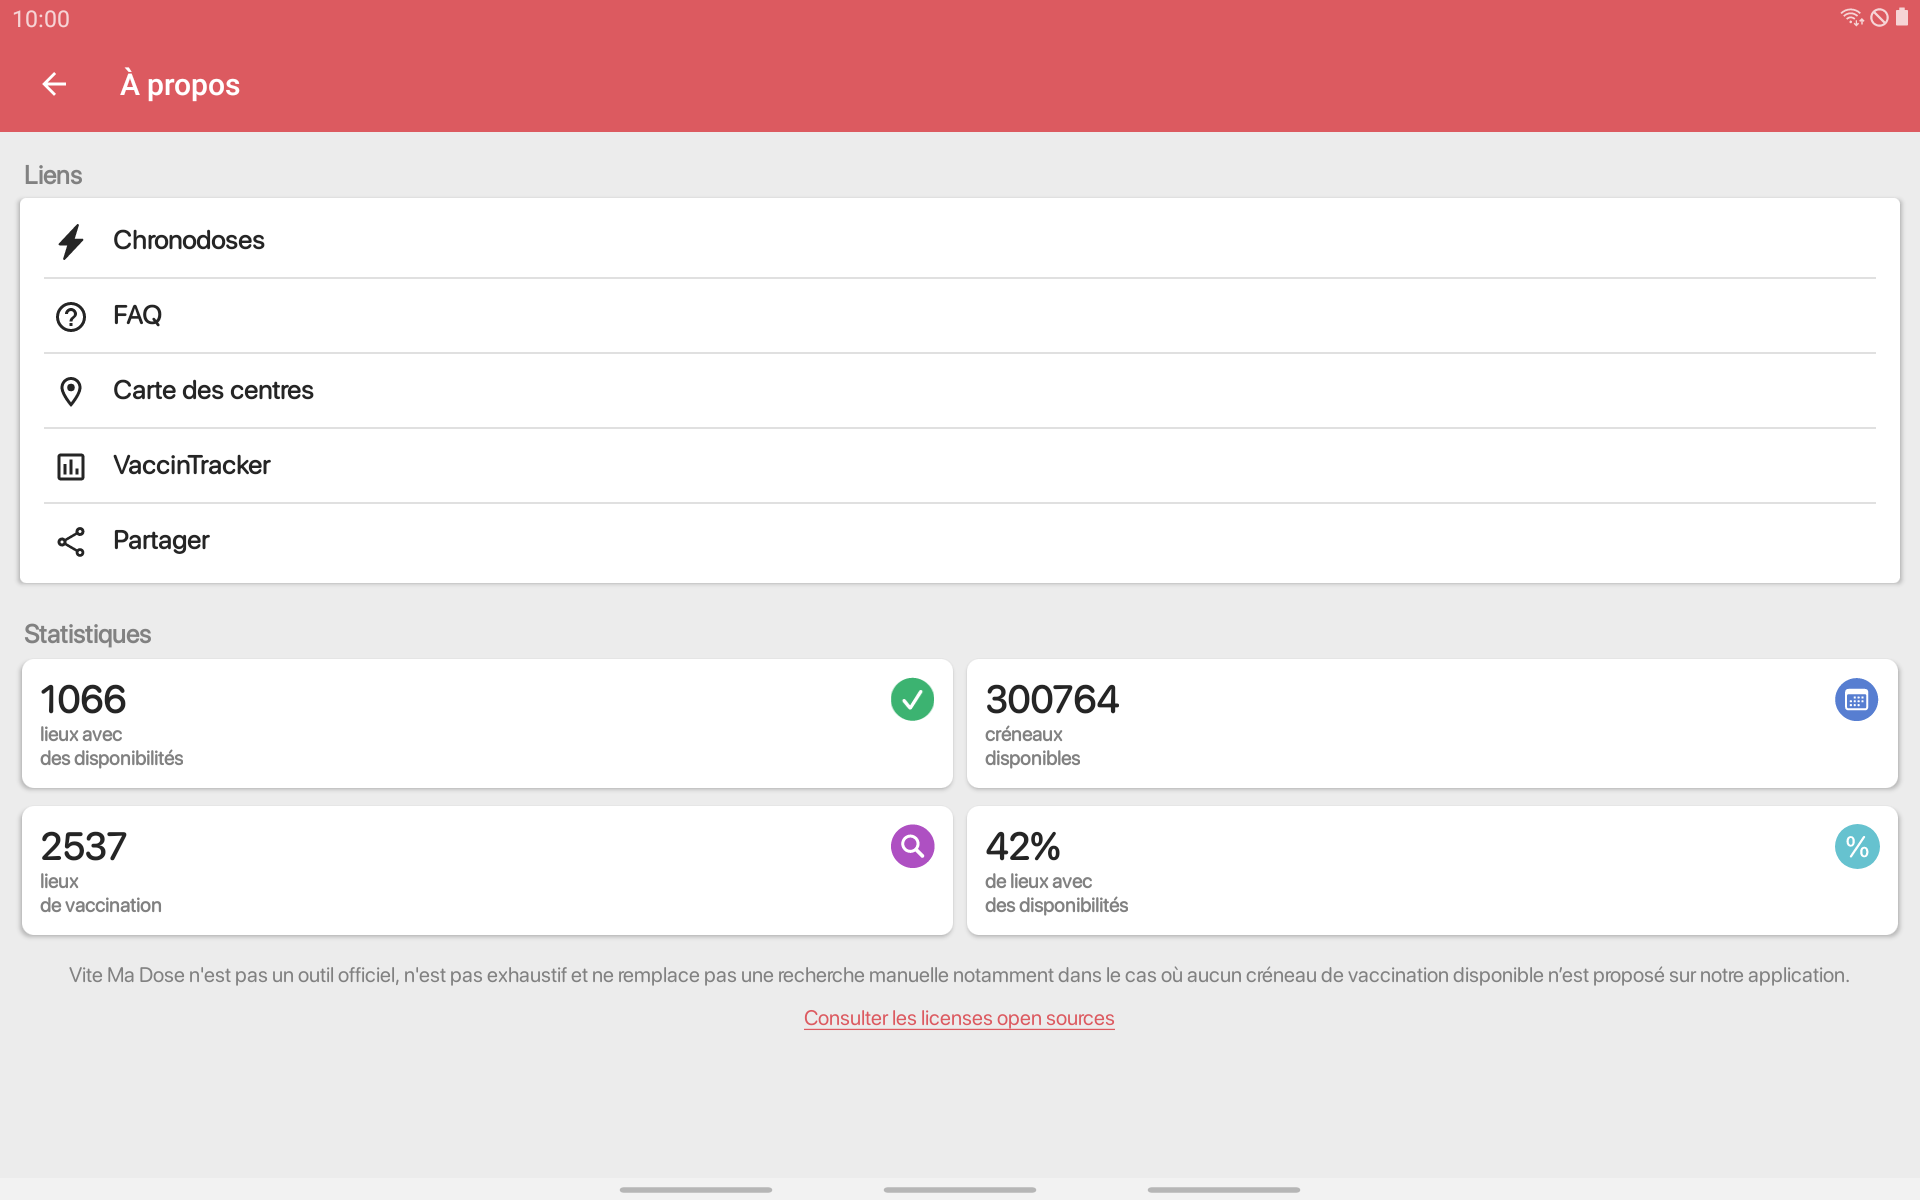 10:00
À propos
Liens
Chronodoses
FAQ
Carte des centres
VaccinTracker
Partager
Statistiques
1066
lieux avec
des disponibilités
300764
créneaux
disponibles
2537
lieux
de vaccination
42%
de lieux avec
des disponibilités
%
Vite Ma Dose n'est pas un outil officiel, n'est pas exhaustif et ne remplace pas une recherche manuelle notamment dans le cas où aucun créneau de vaccination disponible n’est proposé sur notre application.
Consulter les licenses open sources